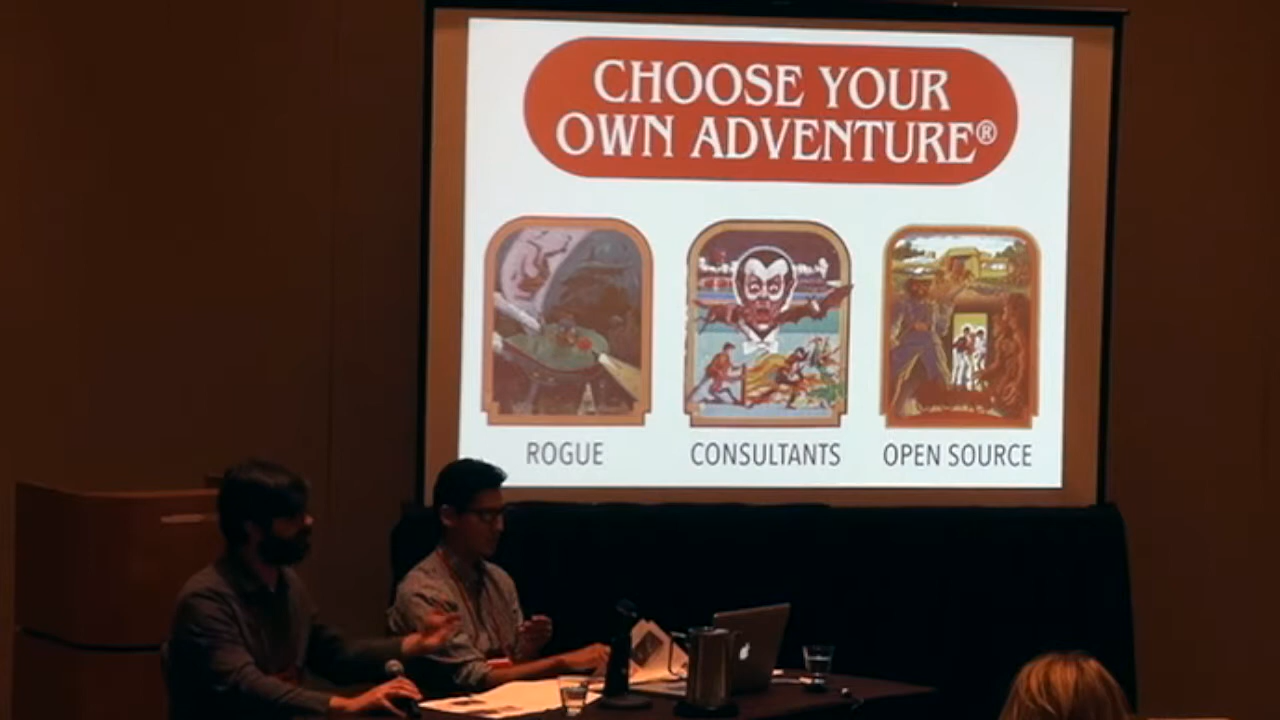 CHOOSE YOUR
OWN ADVENTURE®
ROGUE
CONSULTANTS
OPEN SOURCE